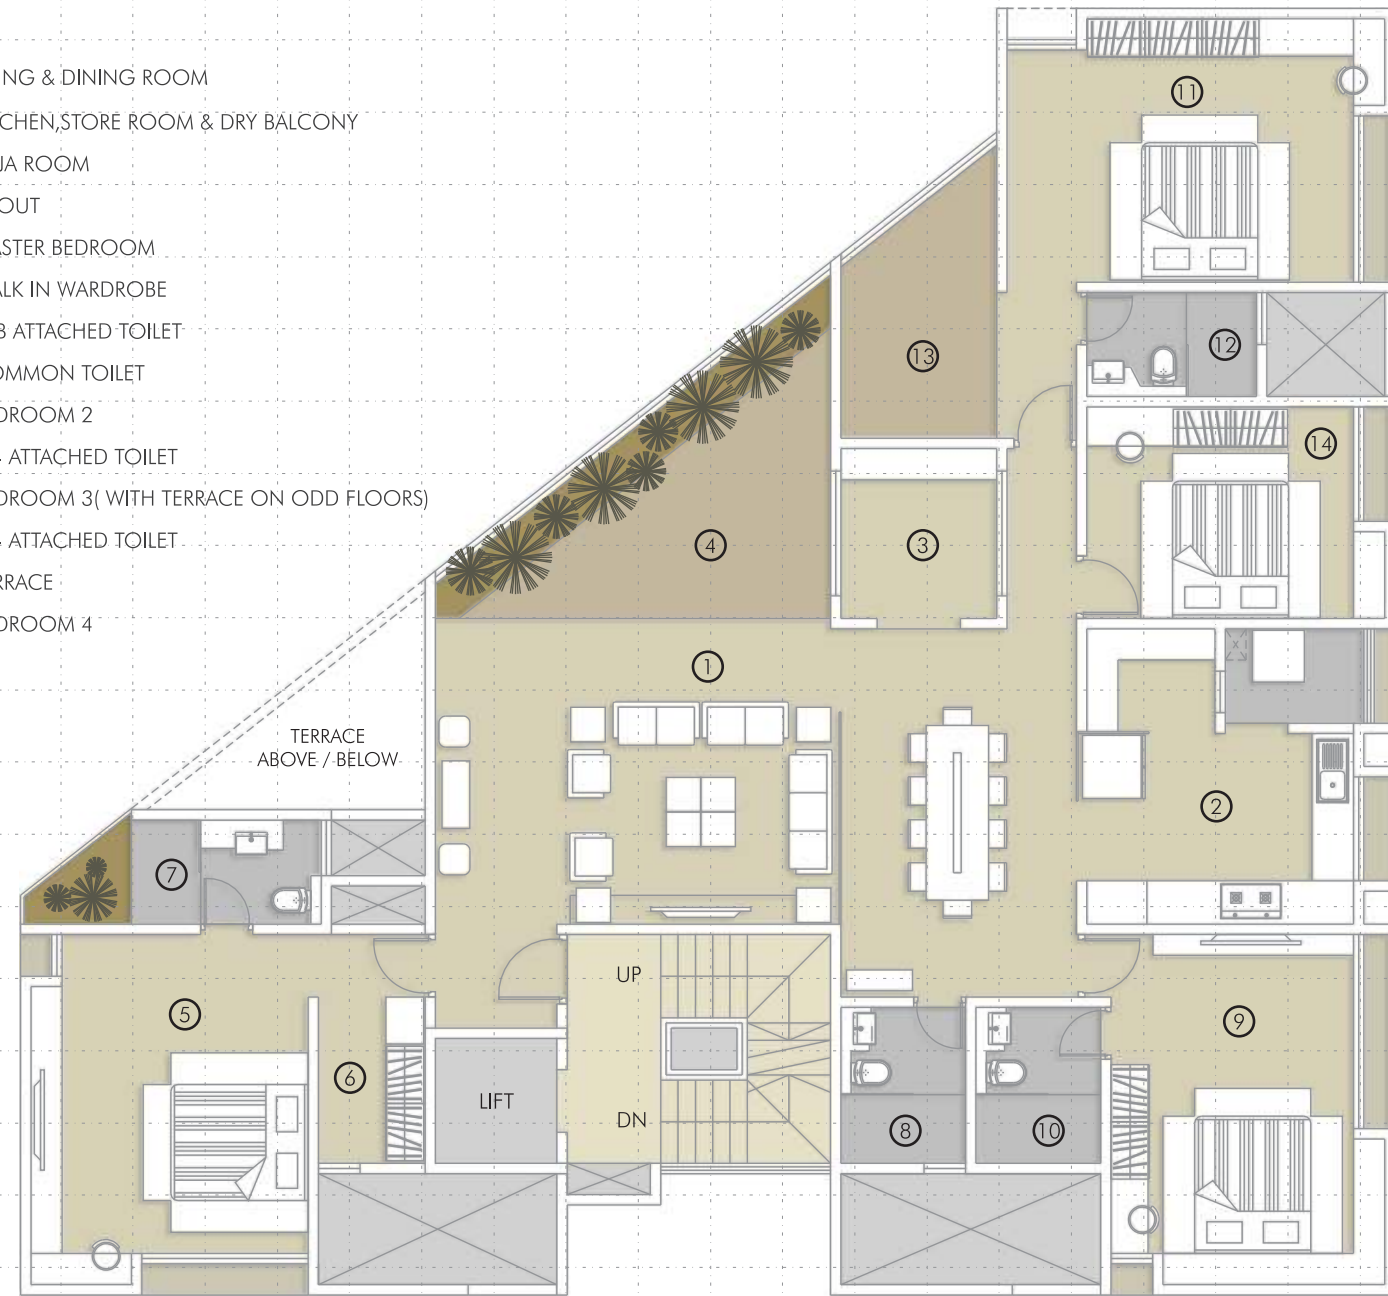 ING & DINING ROOM
CHEN,STORE ROOM & DRY BALCONY
JA ROOM
OUT
ASTER BEDROOM
ALK IN WARDROBE
ATTACHED TOILET
OMMON TOILET
DROOM 2
ATTACHED TOILET
DROOM 3( WITH TERRACE ON ODD FLOORS)
ATTACHED TOILET
RRACE
DROOM 4
11
12
13
14
3
4
1
TERRACE
ABOVE / BELOW
2
7
UP
5
9
6
LIFT
DN
8
10